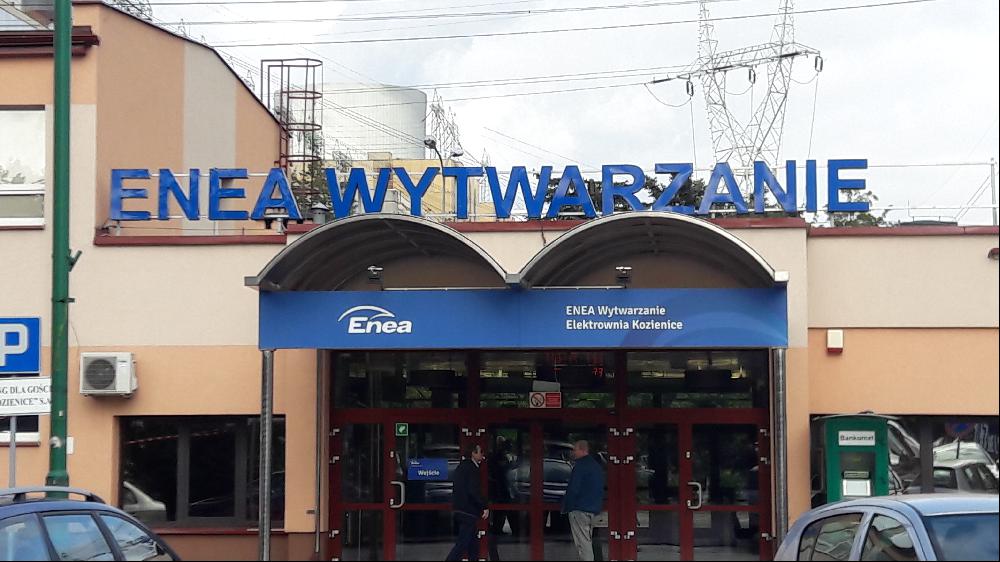 ENEA WYTWARZANIE
Enea
ENEA Wytwarzanie
Elektrownia Kozienice
P
Wejście
Bankomat